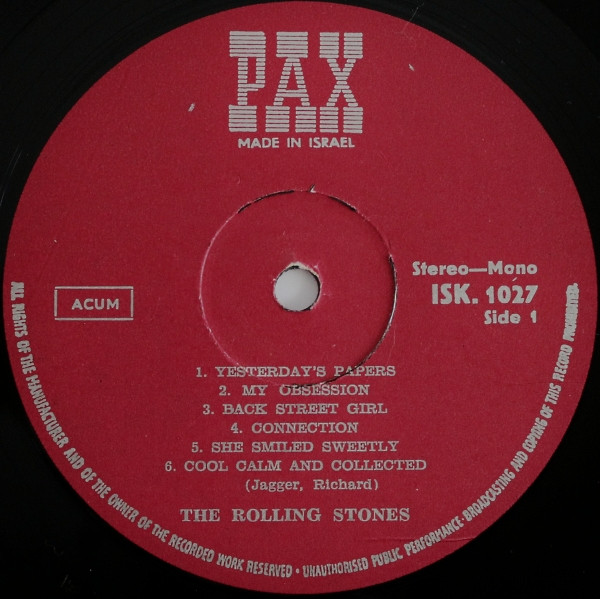 PAX
MADE IN ISRAEL
Stereo—Mono
ISK. 1027
Side 1
ACUM
1. YESTERDAY'S PAPERS
2. MY OBSESSION
3. BACK STREET GIRL
4. CONNECTION
5. SHE SMILED SWEETLY
6. COOL CALM AND COLLECTED
(Jagger, Richard)
THE ROLLING STONES
ALL RIGHTS OF THE MANUFACTURER AND OF THE OWNER OF THE RECORDED WORK RESERVED • UNAUTHORISED PUBLIC PERFORMANCE BROADCASTING AND COPYING OF THIS RECORD PROHIBITED.